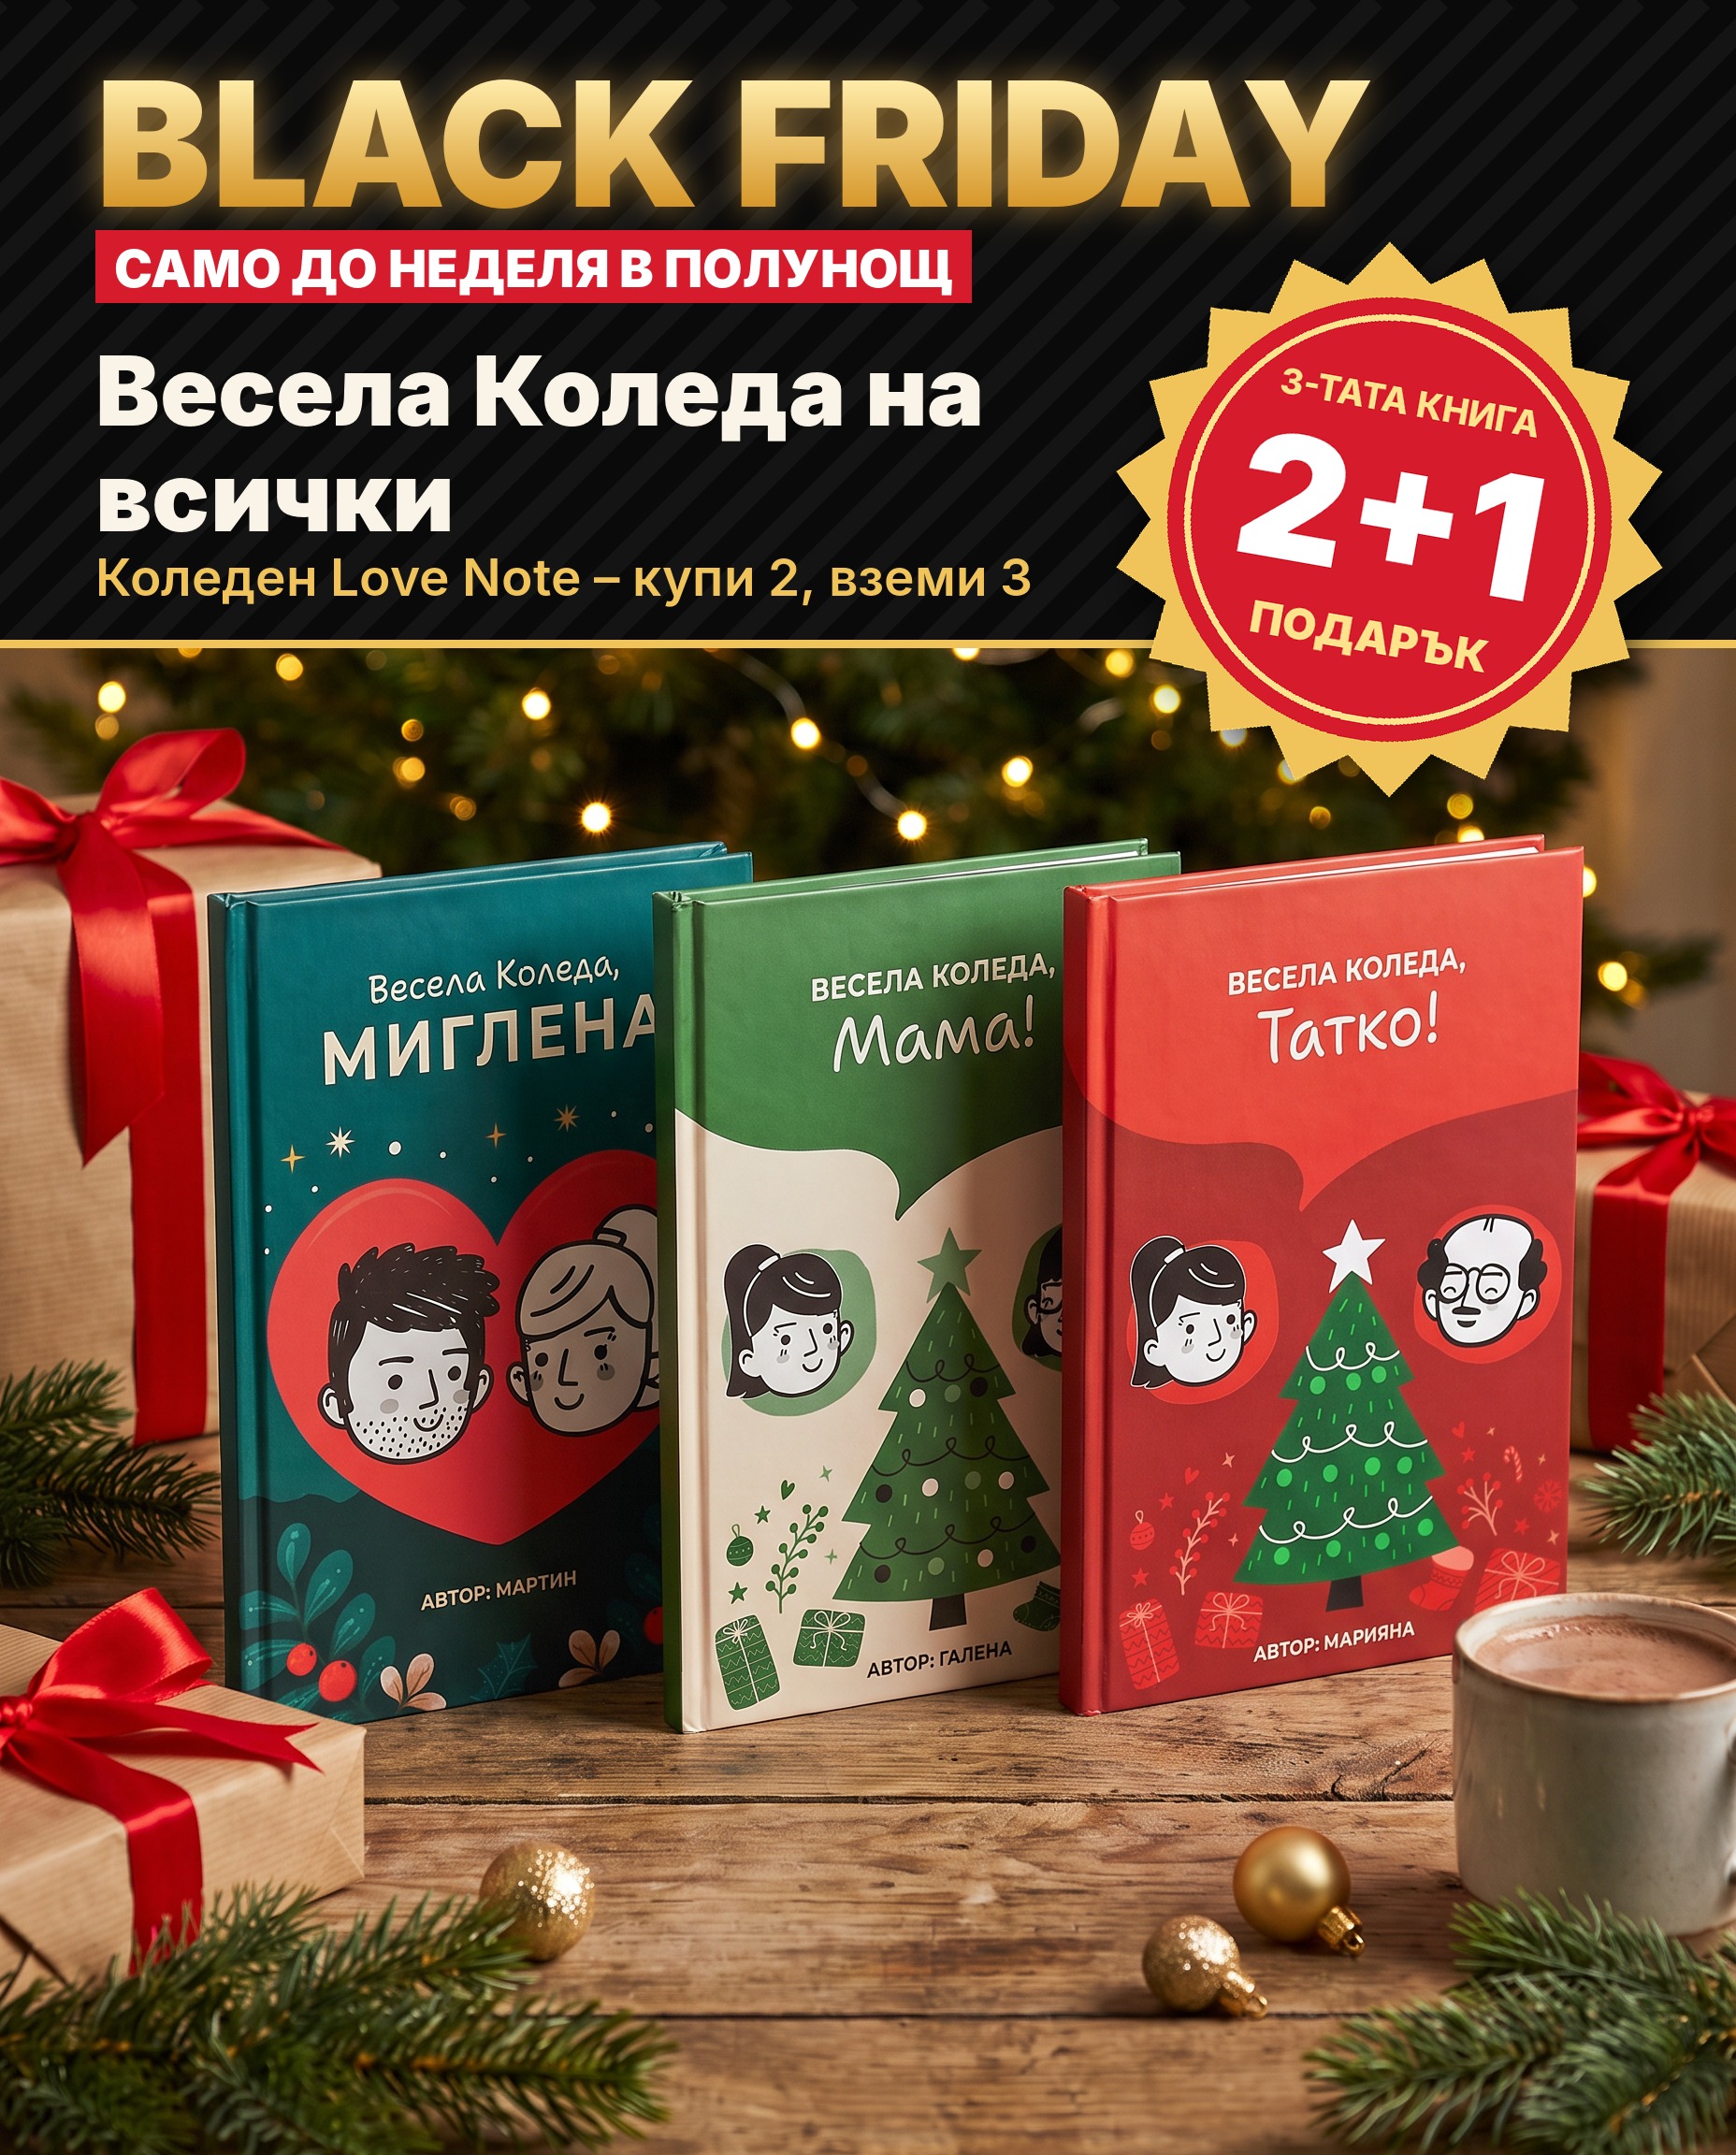 BLACK FRIDAY
САМО ДО НЕДЕЛЯ В ПОЛУНОЩ
Весела Коледа на
всички
Коледен Love Note – купи 2, вземи 3
3-ТАТА КНИГА
2+1
ПОДАРЪК
Весела Коледа,
МИГЛЕНА
АВТОР: МАРТИН
ВЕСЕЛА КОЛЕДА,
Мама!
АВТОР: ГАЛЕНА
ВЕСЕЛА КОЛЕДА,
Татко!
АВТОР: МАРИЯНА